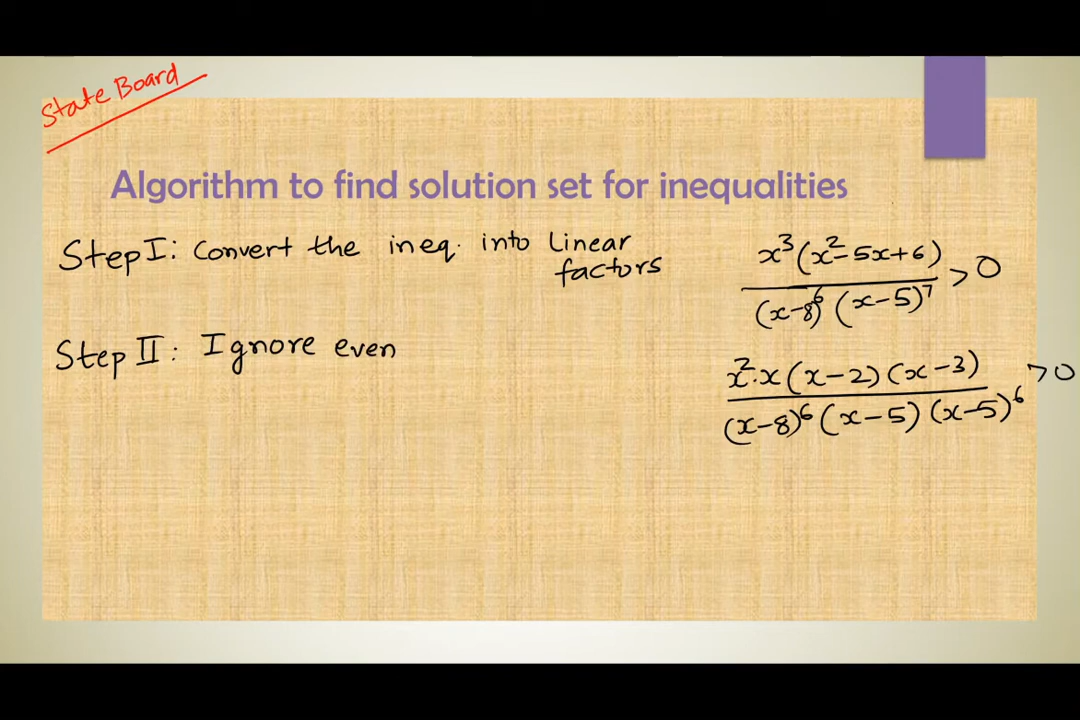 State Board
Algorithm to find solution set for inequalities
Step I: Convert the ineq. into Linear
factors
x³(x²-5x+6)
(x-8)⁶(x-5)⁷ >0
Step II: Ignore even
x².x(x-2)(x-3) >0
(x-8)⁶(x-5)(x-5)⁶